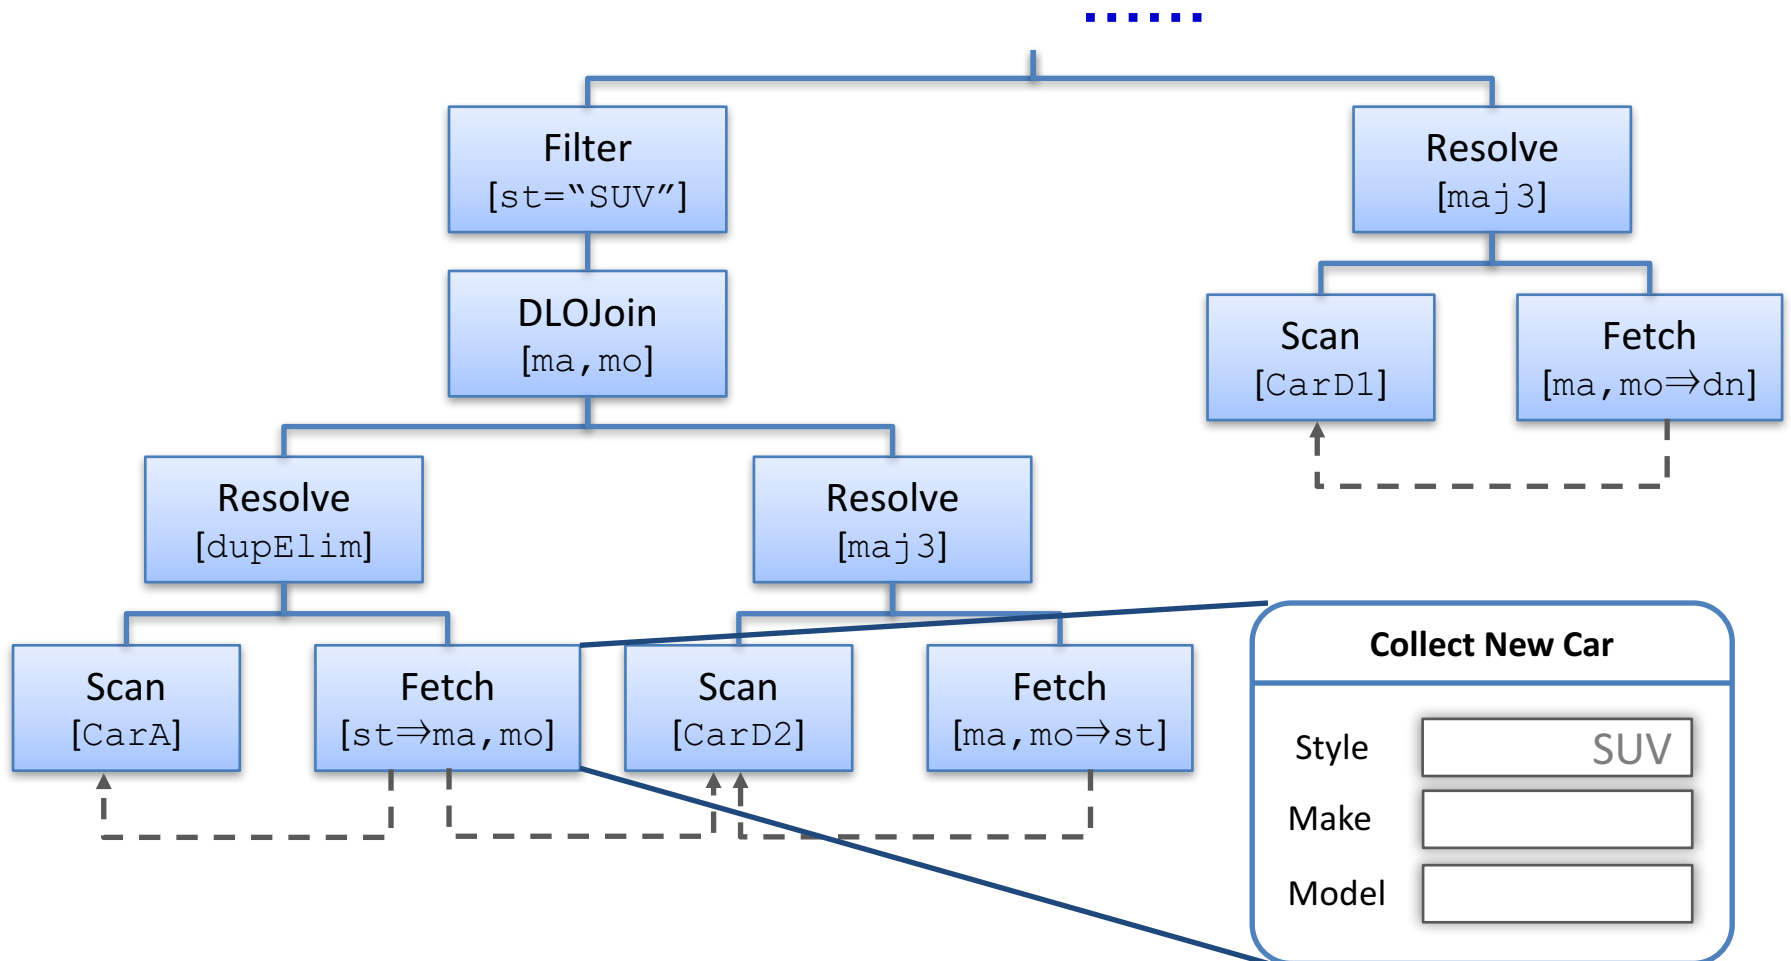 ......
Filter
[st=“SUV”]
Resolve
[maj3]
DLOJoin
[ma,mo]
Scan
[CarD1]
Fetch
[ma,mo⇒dn]
Resolve
[dupElim]
Resolve
[maj3]
Scan
[CarA]
Fetch
[st⇒ma,mo]
Scan
[CarD2]
Fetch
[ma,mo⇒st]
Collect New Car
Style SUV
Make
Model